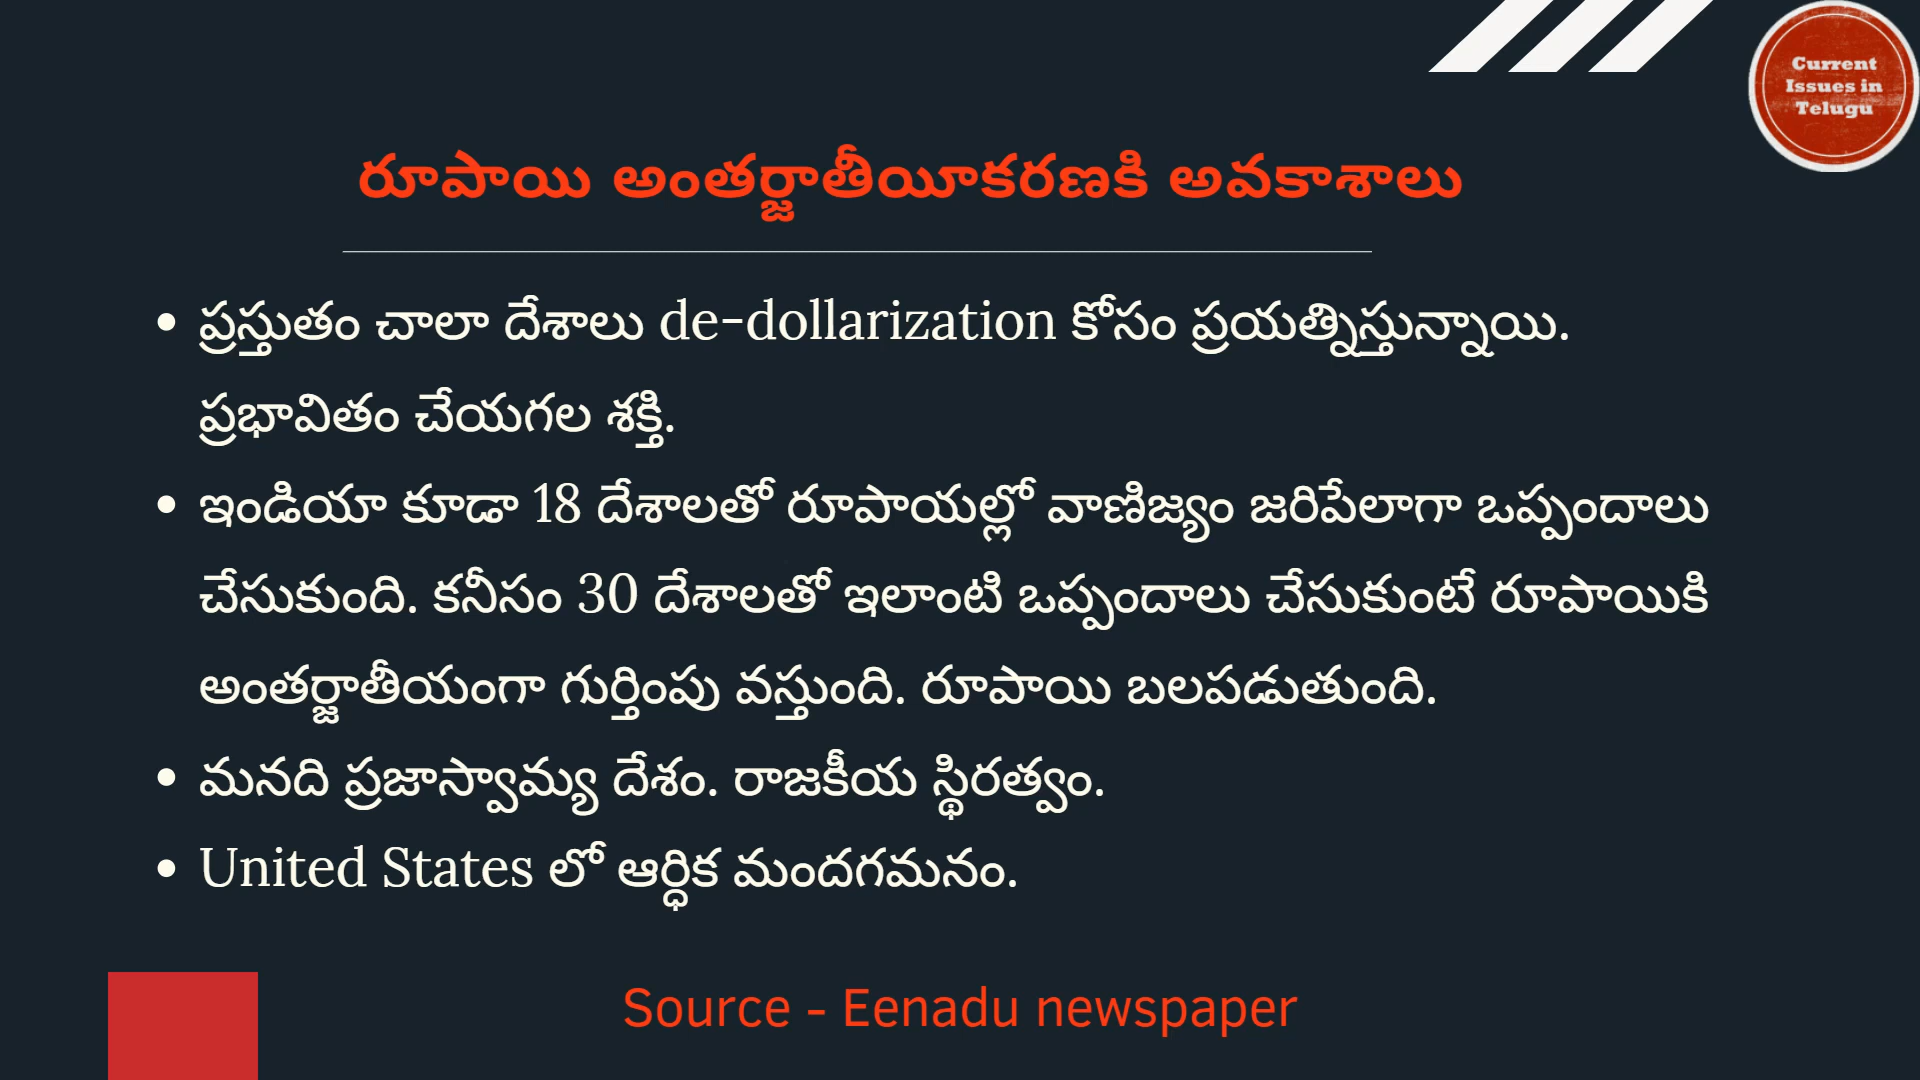 Current
Issues in
Telugu
రూపాయి అంతర్జాతీయీకరణకి అవకాశాలు
• ప్రస్తుతం చాలా దేశాలు de-dollarization కోసం ప్రయత్నిస్తున్నాయి.
ప్రభావితం చేయగల శక్తి.
• ఇండియా కూడా 18 దేశాలతో రూపాయల్లో వాణిజ్యం జరిపేలాగా ఒప్పందాలు
చేసుకుంది. కనీసం 30 దేశాలతో ఇలాంటి ఒప్పందాలు చేసుకుంటే రూపాయికి
అంతర్జాతీయంగా గుర్తింపు వస్తుంది. రూపాయి బలపడుతుంది.
• మనది ప్రజాస్వామ్య దేశం. రాజకీయ స్థిరత్వం.
• United States లో ఆర్థిక మందగమనం.
Source - Eenadu newspaper